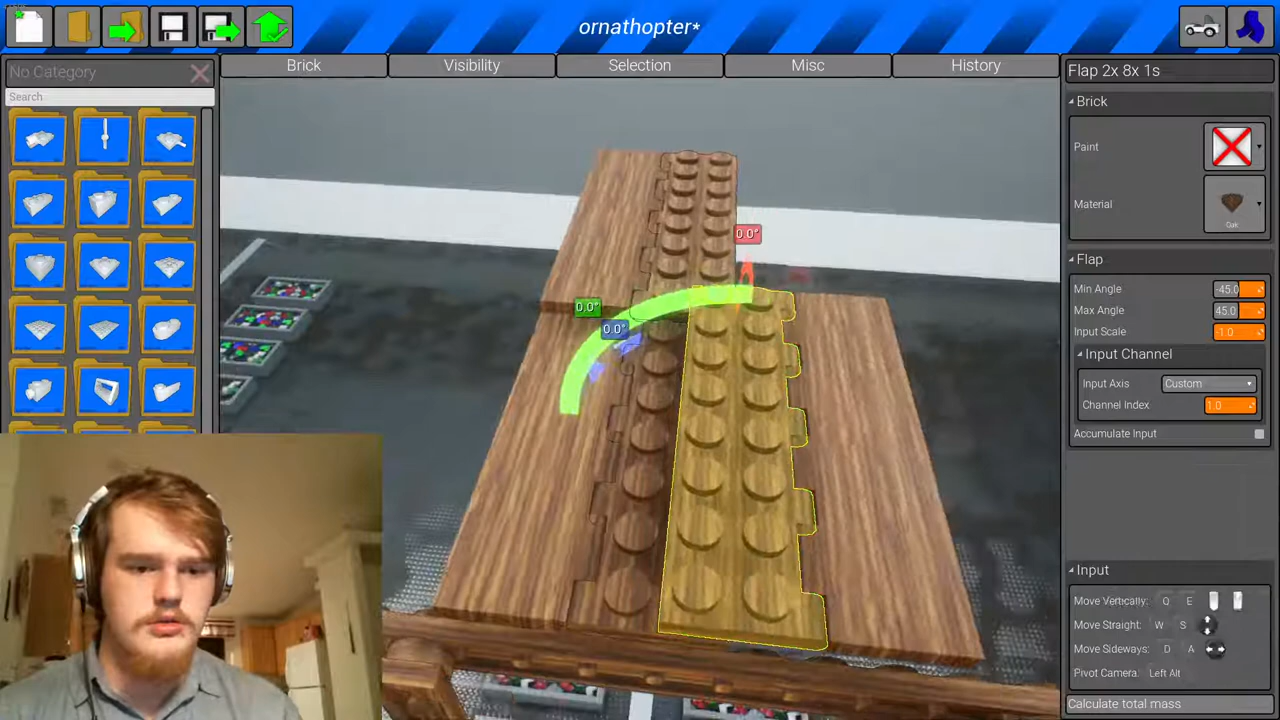 ornathopter*
No Category
Search
Brick
Visibility
Selection
Misc
History
Flap 2x 8x 1s
Brick
Paint
Material
Oak
Flap
Min Angle -45.0
Max Angle 45.0
Input Scale -1.0
Input Channel
Input Axis Custom
Channel Index 1.0
Accumulate Input
Input
Move Vertically: Q E
Move Straight: W S
Move Sideways: D A
Pivot Camera: Left Alt
Calculate total mass
0.0°
0.0°
0.0°